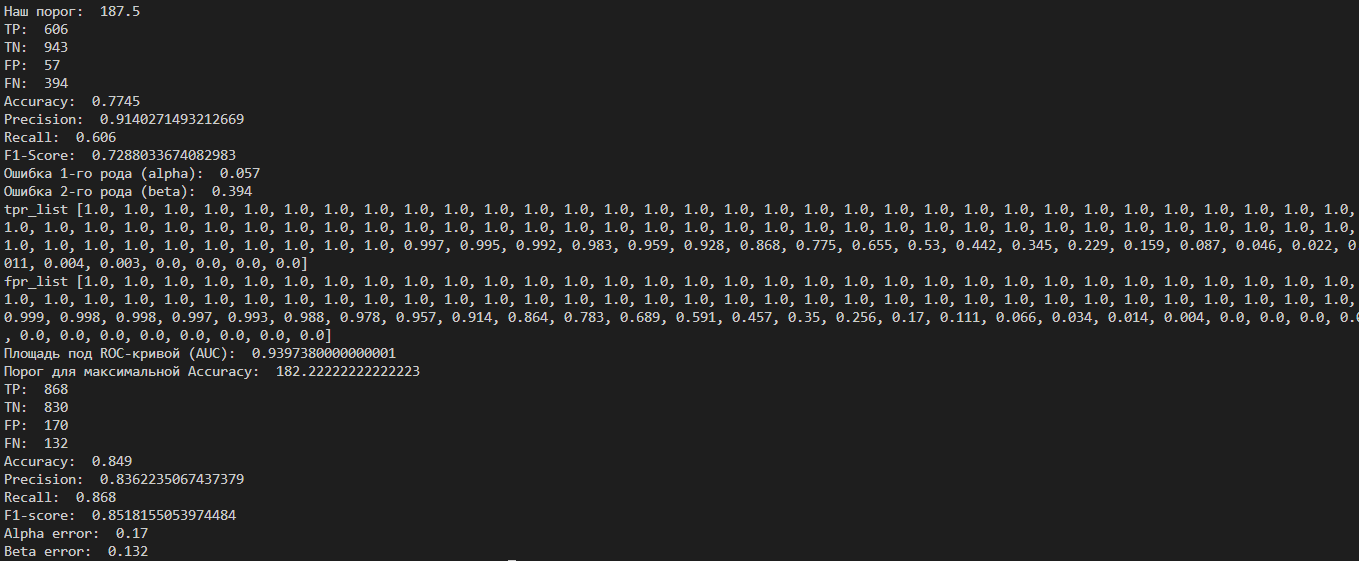 Наш порог:  187.5
TP:  606
TN:  943
FP:  57
FN:  394
Accuracy:  0.7745
Precision:  0.9140271493212669
Recall:  0.606
F1-Score:  0.7288033674082983
Ошибка 1-го рода (alpha):  0.057
Ошибка 2-го рода (beta):  0.394
tpr_list [1.0, 1.0, 1.0, 1.0, 1.0, 1.0, 1.0, 1.0, 1.0, 1.0, 1.0, 1.0, 1.0, 1.0, 1.0, 1.0, 1.0, 1.0, 1.0, 1.0, 1.0, 1.0, 1.0, 1.0, 1.0, 1.0, 1.0, 1.0, 1.0, 1.0, 1.0, 1.0,
1.0, 1.0, 1.0, 1.0, 1.0, 1.0, 1.0, 1.0, 1.0, 1.0, 1.0, 1.0, 1.0, 1.0, 1.0, 1.0, 1.0, 1.0, 1.0, 1.0, 1.0, 1.0, 1.0, 1.0, 1.0, 1.0, 1.0, 1.0, 1.0, 1.0, 1.0, 1.0, 1.0, 1.0,
1.0, 1.0, 1.0, 1.0, 1.0, 1.0, 1.0, 1.0, 1.0, 1.0, 0.997, 0.995, 0.992, 0.983, 0.959, 0.928, 0.868, 0.775, 0.655, 0.53, 0.442, 0.345, 0.229, 0.159, 0.087, 0.046, 0.022, 0
011, 0.004, 0.003, 0.0, 0.0, 0.0, 0.0]
fpr_list [1.0, 1.0, 1.0, 1.0, 1.0, 1.0, 1.0, 1.0, 1.0, 1.0, 1.0, 1.0, 1.0, 1.0, 1.0, 1.0, 1.0, 1.0, 1.0, 1.0, 1.0, 1.0, 1.0, 1.0, 1.0, 1.0, 1.0, 1.0, 1.0, 1.0, 1.0, 1.0,
1.0, 1.0, 1.0, 1.0, 1.0, 1.0, 1.0, 1.0, 1.0, 1.0, 1.0, 1.0, 1.0, 1.0, 1.0, 1.0, 1.0, 1.0, 1.0, 1.0, 1.0, 1.0, 1.0, 1.0, 1.0, 1.0, 1.0, 1.0, 1.0, 1.0, 1.0, 1.0, 1.0, 1.0,
0.999, 0.998, 0.998, 0.997, 0.993, 0.988, 0.978, 0.957, 0.914, 0.864, 0.783, 0.689, 0.591, 0.457, 0.35, 0.256, 0.17, 0.111, 0.066, 0.034, 0.014, 0.004, 0.0, 0.0, 0.0, 0.0
, 0.0, 0.0, 0.0, 0.0, 0.0, 0.0, 0.0, 0.0]
Площадь под ROC-кривой (AUC):  0.9397380000000001
Порог для максимальной Accuracy:  182.22222222222223
TP:  868
TN:  830
FP:  170
FN:  132
Accuracy:  0.849
Precision:  0.8362235067437379
Recall:  0.868
F1-score:  0.8518155053974484
Alpha error:  0.17
Beta error:  0.132